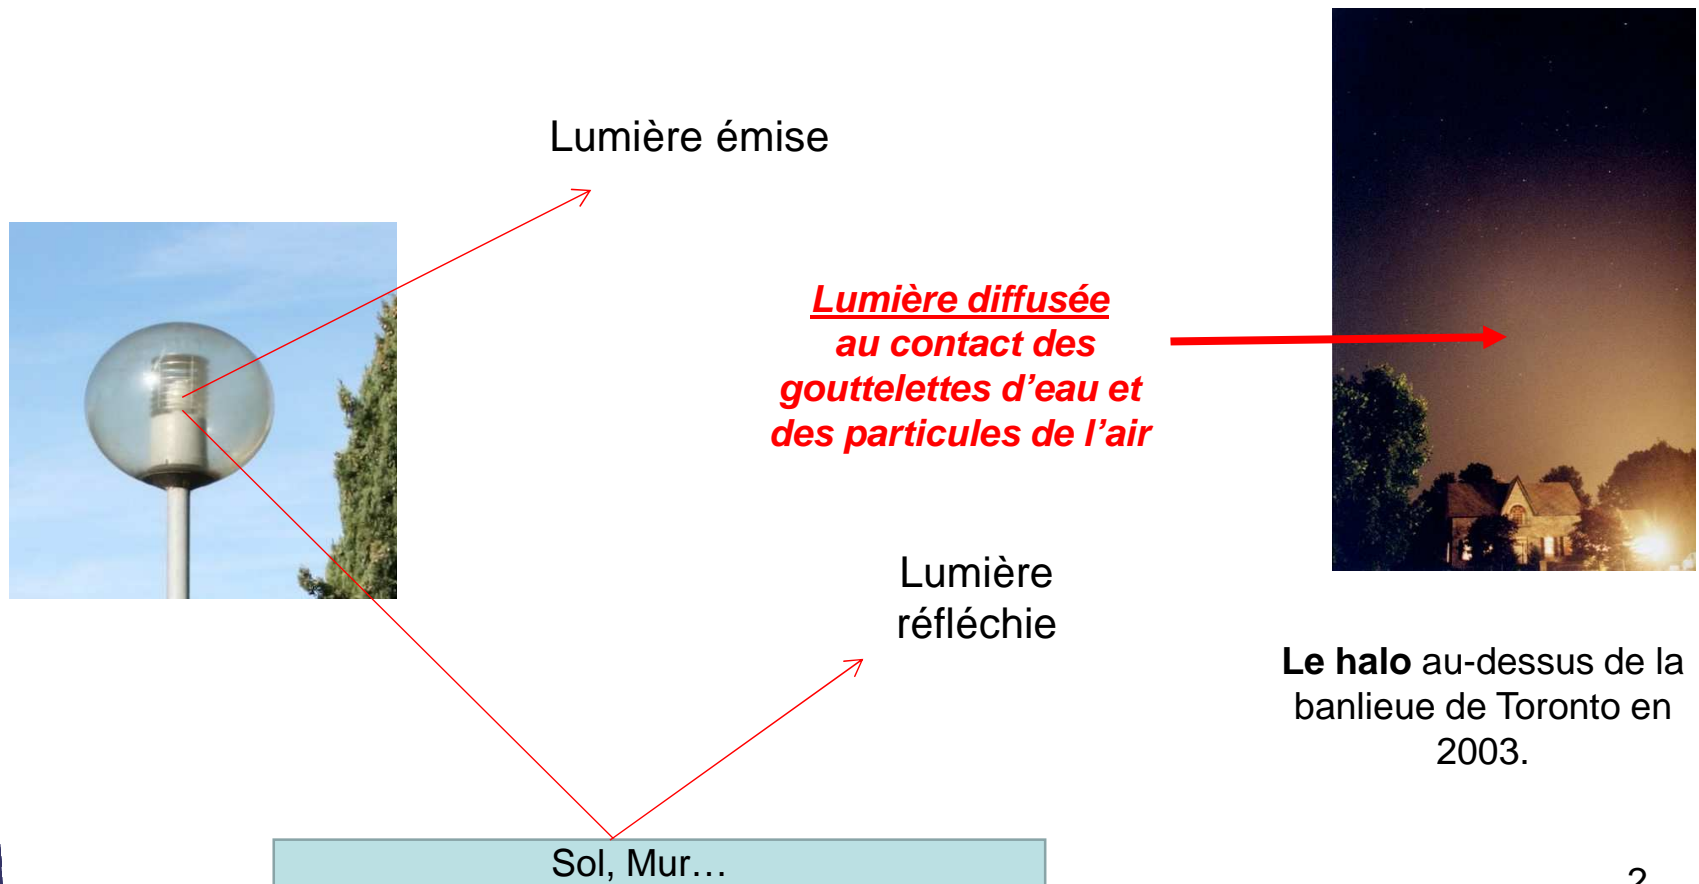 Lumière émise
Lumière diffusée
au contact des
gouttelettes d’eau et
des particules de l’air
Lumière
réfléchie
Le halo au-dessus de la
banlieue de Toronto en
2003.
Sol, Mur…
2